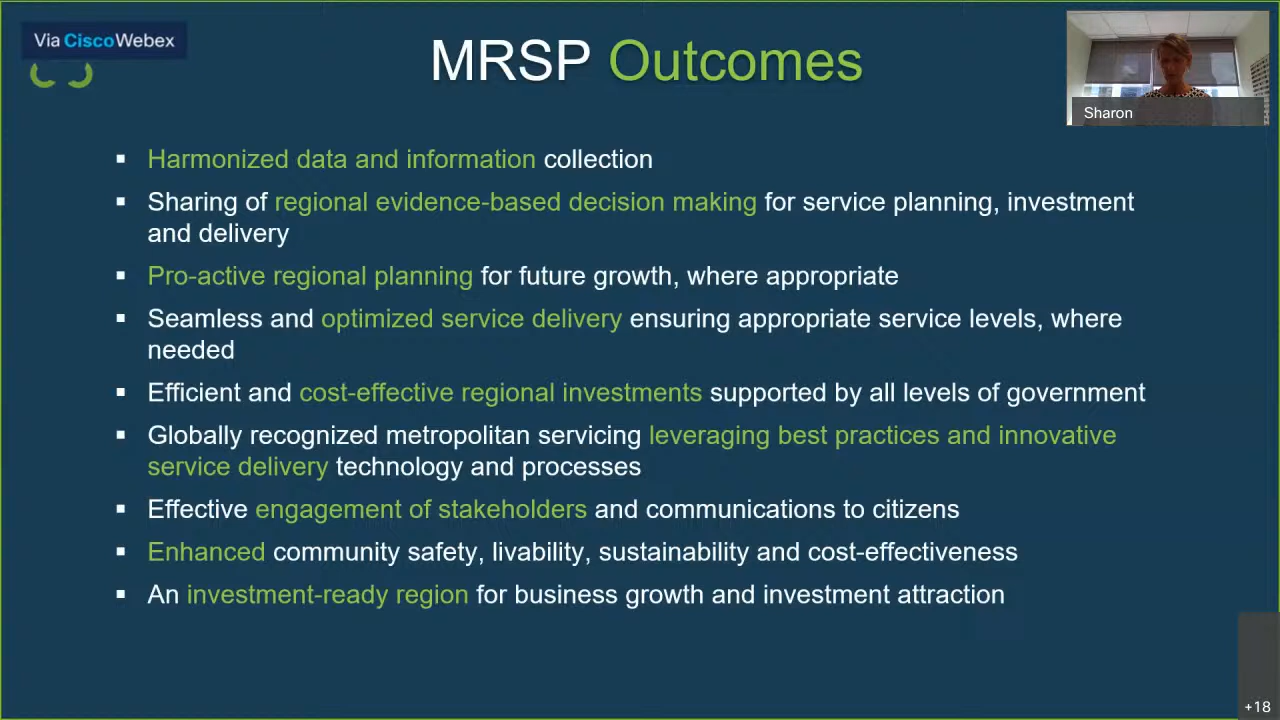 Via CiscoWebex
MRSP Outcomes
Sharon
▪ Harmonized data and information collection
▪ Sharing of regional evidence-based decision making for service planning, investment
and delivery
▪ Pro-active regional planning for future growth, where appropriate
▪ Seamless and optimized service delivery ensuring appropriate service levels, where
needed
▪ Efficient and cost-effective regional investments supported by all levels of government
▪ Globally recognized metropolitan servicing leveraging best practices and innovative
service delivery technology and processes
▪ Effective engagement of stakeholders and communications to citizens
▪ Enhanced community safety, livability, sustainability and cost-effectiveness
▪ An investment-ready region for business growth and investment attraction
+18